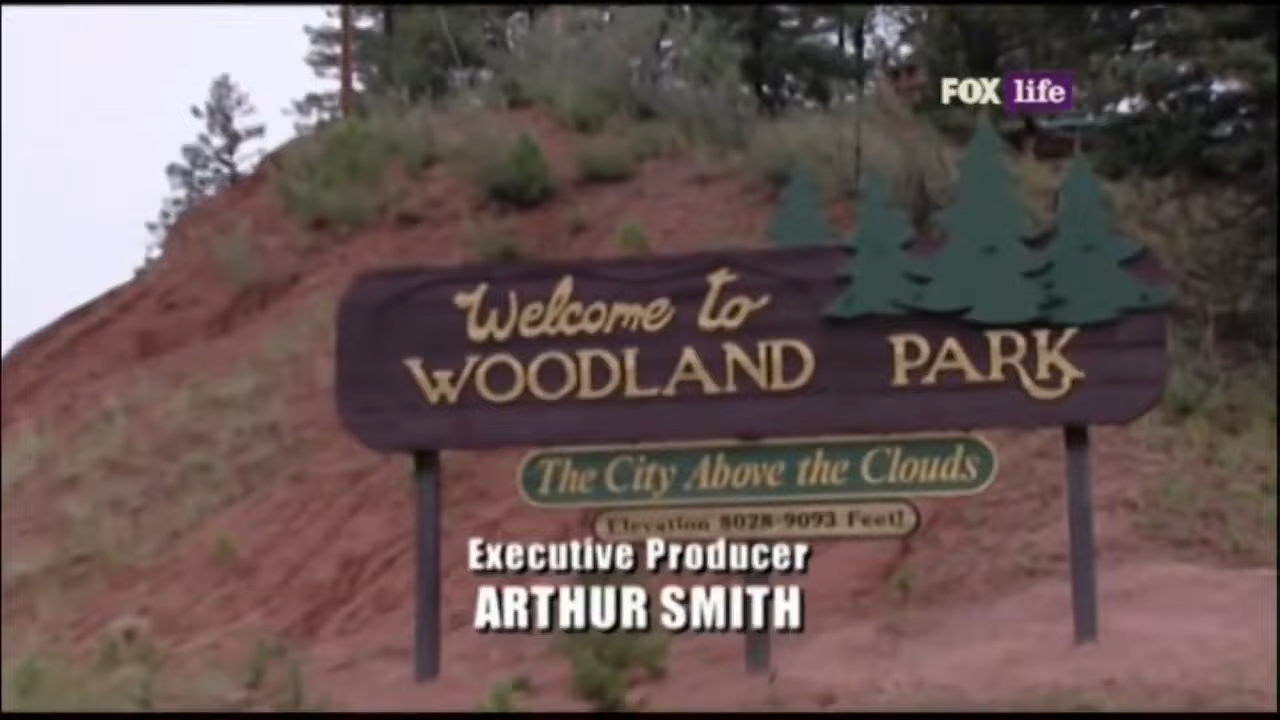 FOX life
Welcome to
WOODLAND PARK
The City Above the Clouds
Elevation 8028-9093 Feet!
Executive Producer
ARTHUR SMITH